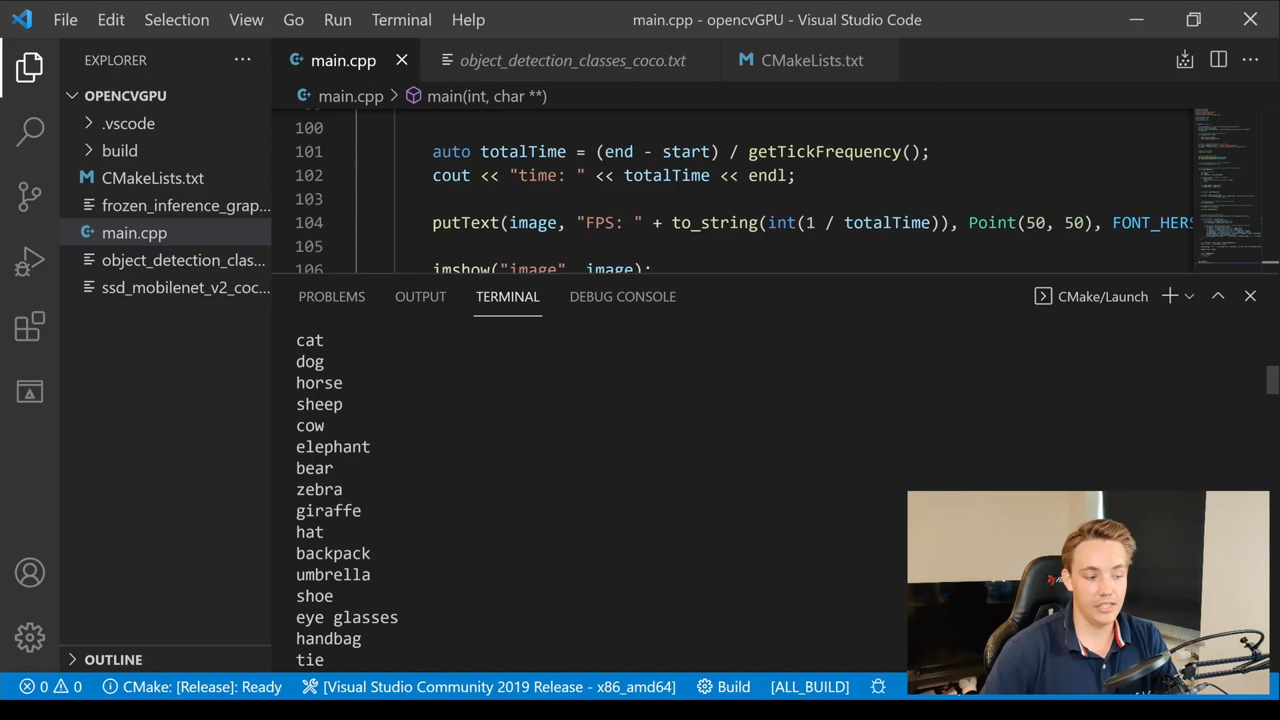 File Edit Selection View Go Run Terminal Help main.cpp - opencvGPU - Visual Studio Code
EXPLORER
main.cpp object_detection_classes_coco.txt CMakeLists.txt
OPENCVGPU
main.cpp > main(int, char **)
.vscode
build
CMakeLists.txt
frozen_inference_grap...
main.cpp
object_detection_clas...
ssd_mobilenet_v2_coc...
OUTLINE
100
101 auto totalTime = (end - start) / getTickFrequency();
102 cout << "time: " << totalTime << endl;
103
104 putText(image, "FPS: " + to_string(int(1 / totalTime)), Point(50, 50), FONT_HERS
105
106 imshow("image", image);
PROBLEMS OUTPUT TERMINAL DEBUG CONSOLE CMake/Launch
cat
dog
horse
sheep
cow
elephant
bear
zebra
giraffe
hat
backpack
umbrella
shoe
eye glasses
handbag
tie
0 0 CMake: [Release]: Ready [Visual Studio Community 2019 Release - x86_amd64] Build [ALL_BUILD]